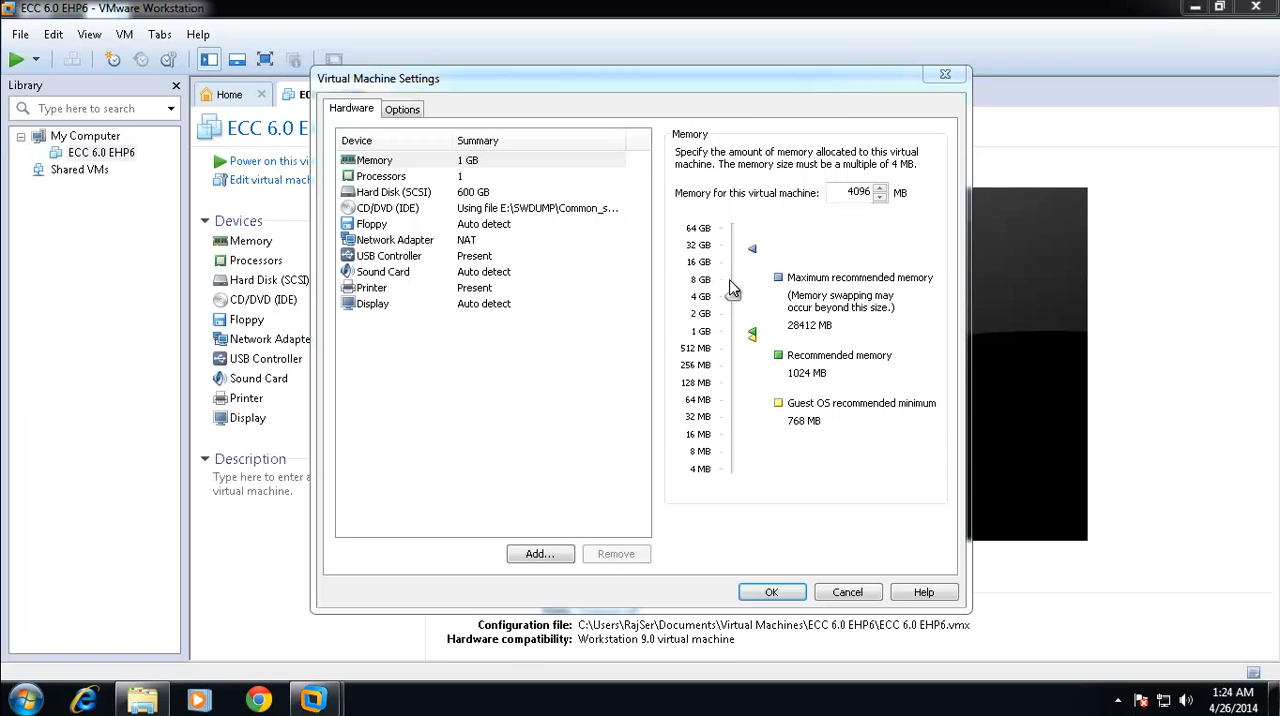 ECC 6.0 EHP6 - VMware Workstation
File Edit View VM Tabs Help
Library
Type here to search
My Computer
ECC 6.0 EHP6
Shared VMs
Home
EC
ECC 6.0 E
Power on this vi
Edit virtual mach
Devices
Memory
Processors
Hard Disk (SCSI)
CD/DVD (IDE)
Floppy
Network Adapte
USB Controller
Sound Card
Printer
Display
Description
Type here to enter a
virtual machine.
Virtual Machine Settings
Hardware Options
Device Summary
Memory 1 GB
Processors 1
Hard Disk (SCSI) 600 GB
CD/DVD (IDE) Using file E:\SWDUMP\Common_s...
Floppy Auto detect
Network Adapter NAT
USB Controller Present
Sound Card Auto detect
Printer Present
Display Auto detect
Add... Remove
Memory
Specify the amount of memory allocated to this virtual
machine. The memory size must be a multiple of 4 MB.
Memory for this virtual machine: 4096 MB
64 GB
32 GB
16 GB
8 GB
4 GB
2 GB
1 GB
512 MB
256 MB
128 MB
64 MB
32 MB
16 MB
8 MB
4 MB
Maximum recommended memory
(Memory swapping may
occur beyond this size.)
28412 MB
Recommended memory
1024 MB
Guest OS recommended minimum
768 MB
OK Cancel Help
Configuration file: C:\Users\RajSer\Documents\Virtual Machines\ECC 6.0 EHP6\ECC 6.0 EHP6.vmx
Hardware compatibility: Workstation 9.0 virtual machine
1:24 AM
4/26/2014